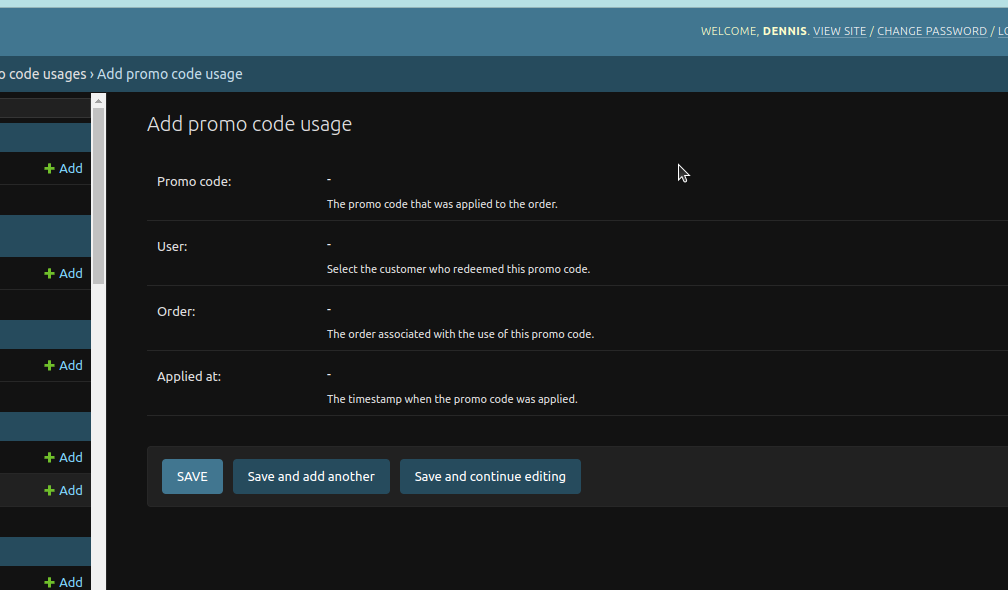 WELCOME, DENNIS. VIEW SITE / CHANGE PASSWORD / LO
o code usages › Add promo code usage
Add promo code usage
Add
Promo code: -
The promo code that was applied to the order.
User: -
Select the customer who redeemed this promo code.
Add
Order: -
The order associated with the use of this promo code.
Add
Applied at: -
The timestamp when the promo code was applied.
Add
SAVE Save and add another Save and continue editing
Add
Add